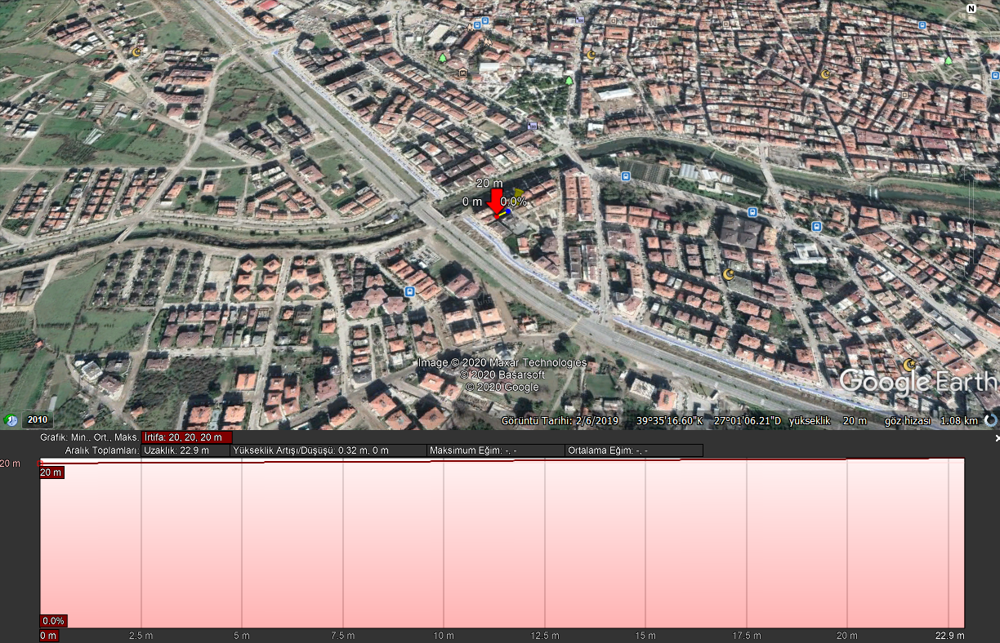 N
20 m
0 m
0.0%
Image © 2020 Maxar Technologies
© 2020 Basarsoft
© 2020 Google
Google Earth
2010
Görüntü Tarihi: 2/6/2019 39°35'16.60"K 27°01'06.21"D yükseklik 20 m göz hizası 1.08 km
Grafik: Min., Ort., Maks. İrtifa: 20, 20, 20 m
Aralık Toplamları: Uzaklık: 22.9 m Yükseklik Artışı/Düşüşü: 0.32 m, 0 m Maksimum Eğim: -, - Ortalama Eğim: -, -
20 m
20 m
0.0%
0 m 2.5 m 5 m 7.5 m 10 m 12.5 m 15 m 17.5 m 20 m 22.9 m